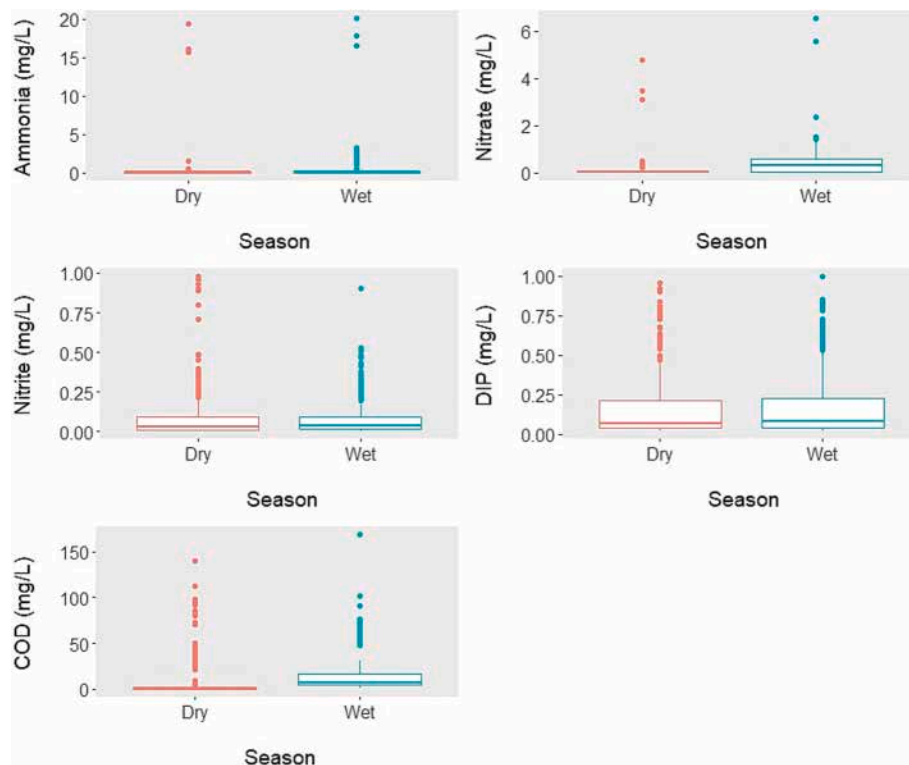 Ammonia (mg/L)
20
15
10
5
0
Dry
Wet
Season
Nitrate (mg/L)
6
4
2
0
Dry
Wet
Season
Nitrite (mg/L)
1.00
0.75
0.50
0.25
0.00
Dry
Wet
Season
DIP (mg/L)
1.00
0.75
0.50
0.25
0.00
Dry
Wet
Season
COD (mg/L)
150
100
50
0
Dry
Wet
Season